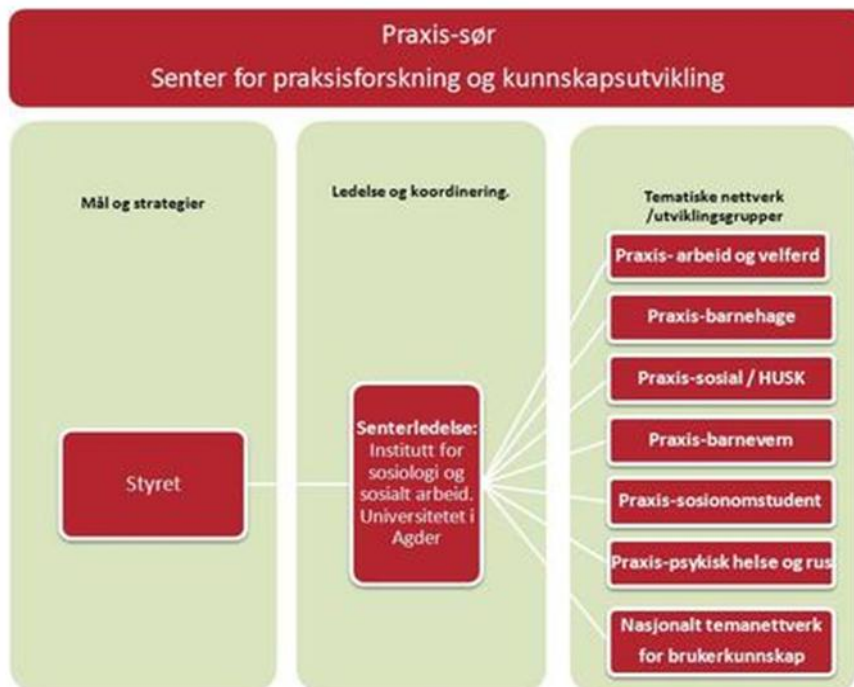 Praxis-sør
Senter for praksisforskning og kunnskapsutvikling
Mål og strategier
Styret
Ledelse og koordinering.
Senterledelse:
Institutt for
sosiologi og
sosialt arbeid.
Universitetet i
Agder
Tematiske nettverk
/utviklingsgrupper
Praxis- arbeid og velferd
Praxis-barnehage
Praxis-sosial / HUSK
Praxis-barnevern
Praxis-sosionomstudent
Praxis-psykisk helse og rus
Nasjonalt temanettverk
for brukerkunnskap